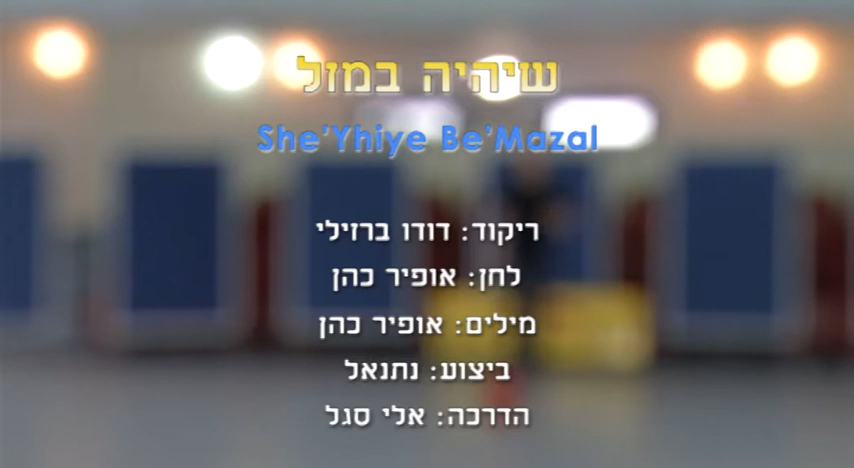 שיהיה במזל
She'Yhiye Be'Mazal
ריקוד: דודו ברזילי
לחן: אופיר כהן
מילים: אופיר כהן
ביצוע: נתנאל
הדרכה: אלי סגל